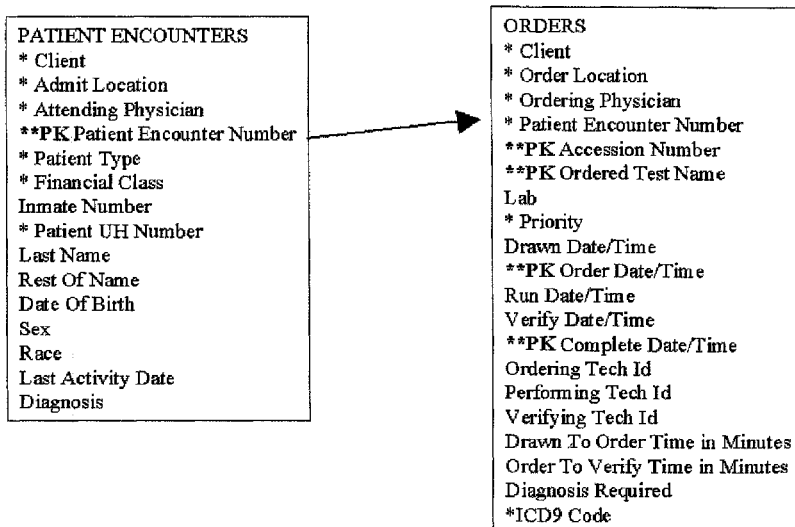 PATIENT ENCOUNTERS
* Client
* Admit Location
* Attending Physician
**PK Patient Encounter Number
* Patient Type
* Financial Class
Inmate Number
* Patient UH Number
Last Name
Rest Of Name
Date Of Birth
Sex
Race
Last Activity Date
Diagnosis
ORDERS
* Client
* Order Location
* Ordering Physician
* Patient Encounter Number
**PK Accession Number
**PK Ordered Test Name
Lab
* Priority
Drawn Date/Time
**PK Order Date/Time
Run Date/Time
Verify Date/Time
**PK Complete Date/Time
Ordering Tech Id
Performing Tech Id
Verifying Tech Id
Drawn To Order Time in Minutes
Order To Verify Time in Minutes
Diagnosis Required
*ICD9 Code